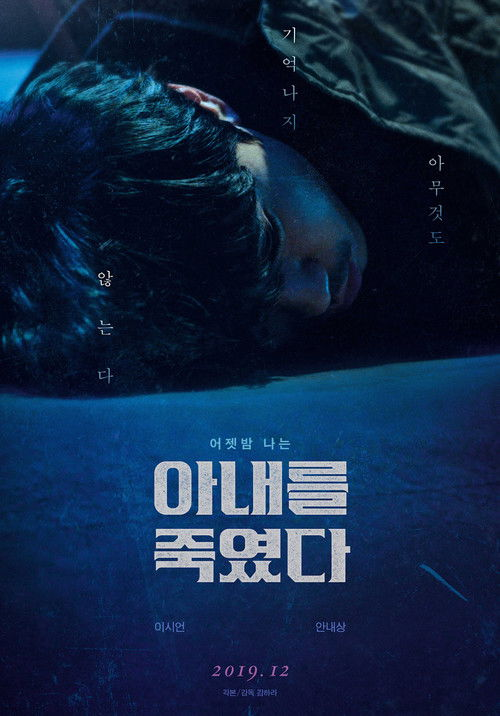 아무것도
기억나지
않는다
어젯밤 나는
아내를
죽였다
이시언 안내상
2019.12
각본/감독 김하라